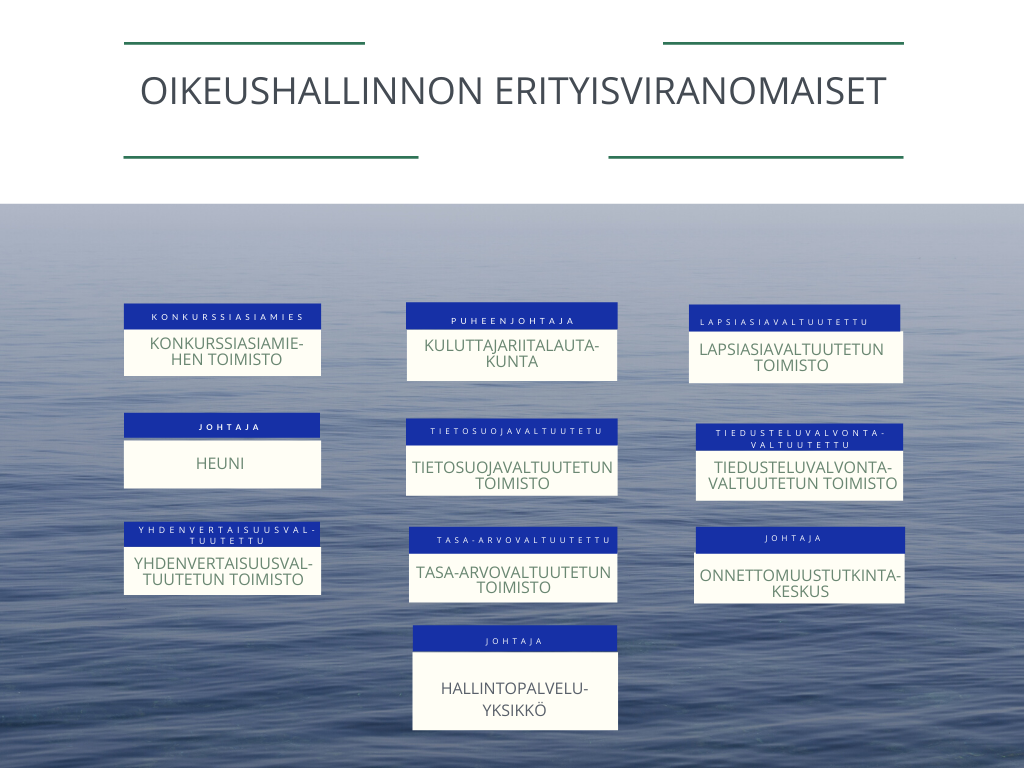 OIKEUSHALLINNON ERITYISVIRANOMAISET
KONKURSSIASIAMIES
KONKURSSIASIAMIE-
HEN TOIMISTO
PUHEENJOHTAJA
KULUTTAJARIITALAUTA-
KUNTA
LAPSIASIAVALTUUTETTU
LAPSIASIAVALTUUTETUN
TOIMISTO
JOHTAJA
HEUNI
TIETOSUOJAVALTUUTETU
TIETOSUOJAVALTUUTETUN
TOIMISTO
TIEDUSTELUVALVONTA-
VALTUUTETTU
TIEDUSTELUVALVONTA-
VALTUUTETUN TOIMISTO
YHDENVERTAISUUSVAL-
TUUTETTU
YHDENVERTAISUUSVAL-
TUUTETUN TOIMISTO
TASA-ARVOVALTUUTETTU
TASA-ARVOVALTUUTETUN
TOIMISTO
JOHTAJA
ONNETTOMUUSTUTKINTA-
KESKUS
JOHTAJA
HALLINTOPALVELU-
YKSIKKÖ